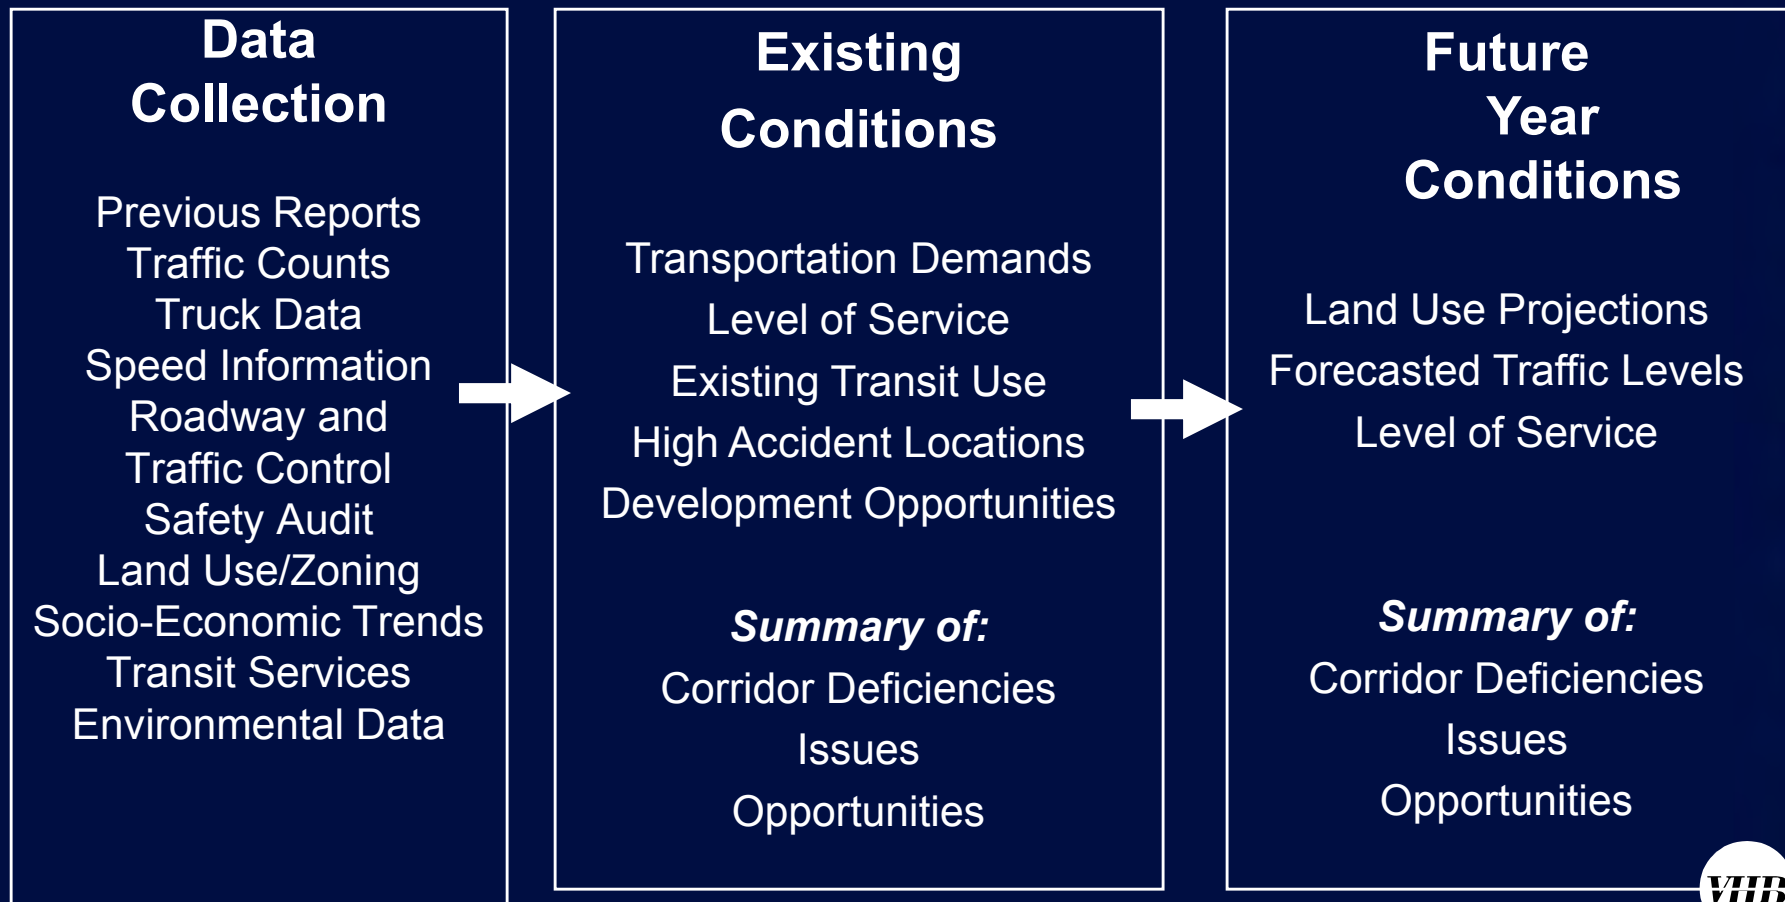 Data
Collection
Previous Reports
Traffic Counts
Truck Data
Speed Information
Roadway and
Traffic Control
Safety Audit
Land Use/Zoning
Socio-Economic Trends
Transit Services
Environmental Data
Existing
Conditions
Transportation Demands
Level of Service
Existing Transit Use
High Accident Locations
Development Opportunities
Summary of:
Corridor Deficiencies
Issues
Opportunities
Future
Year
Conditions
Land Use Projections
Forecasted Traffic Levels
Level of Service
Summary of:
Corridor Deficiencies
Issues
Opportunities
VHB